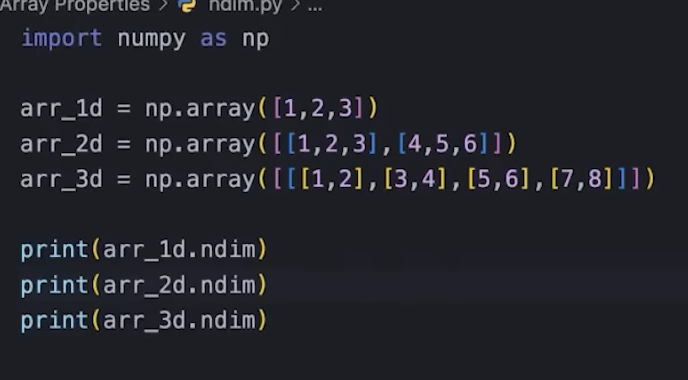 Array Properties > ndim.py > ...
import numpy as np
arr_1d = np.array([1,2,3])
arr_2d = np.array([[1,2,3],[4,5,6]])
arr_3d = np.array([[[1,2],[3,4],[5,6],[7,8]]])
print(arr_1d.ndim)
print(arr_2d.ndim)
print(arr_3d.ndim)